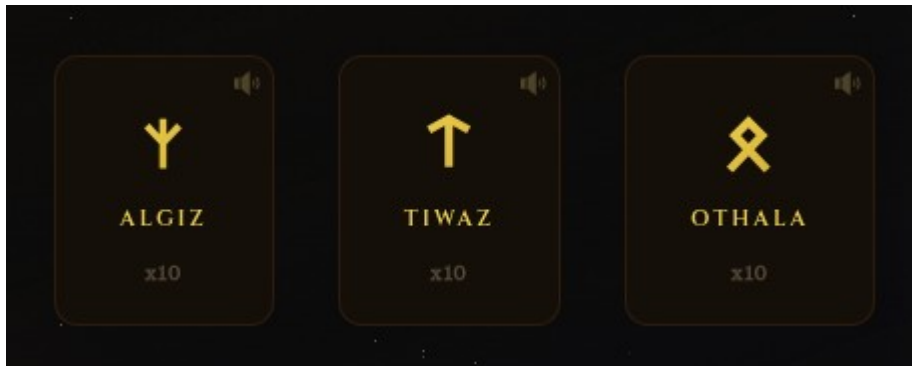 ᛉ ᛏ ᛟ
ALGIZ TIWAZ OTHALA
x10 x10 x10